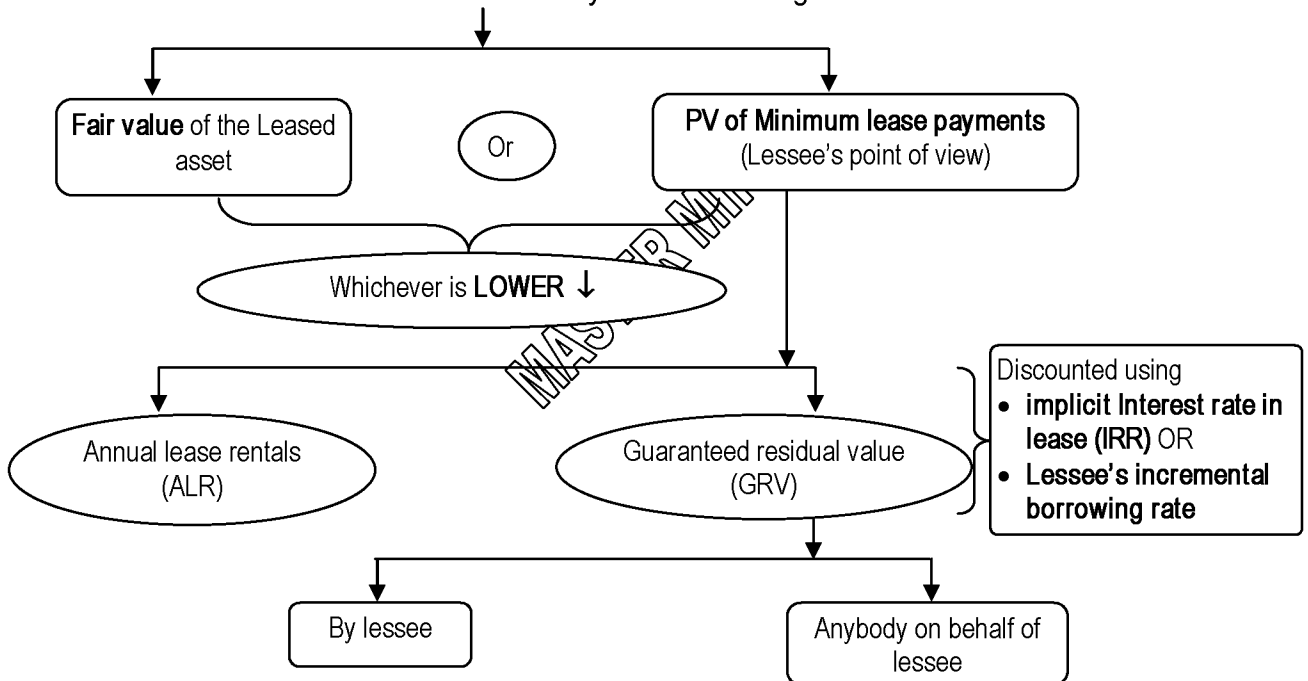 Fair value of the Leased
asset
Or
PV of Minimum lease payments
(Lessee's point of view)
MASTER
Whichever is LOWER ↓
Annual lease rentals
(ALR)
Guaranteed residual value
(GRV)
Discounted using
• implicit Interest rate in
lease (IRR) OR
• Lessee's incremental
borrowing rate
By lessee
Anybody on behalf of
lessee